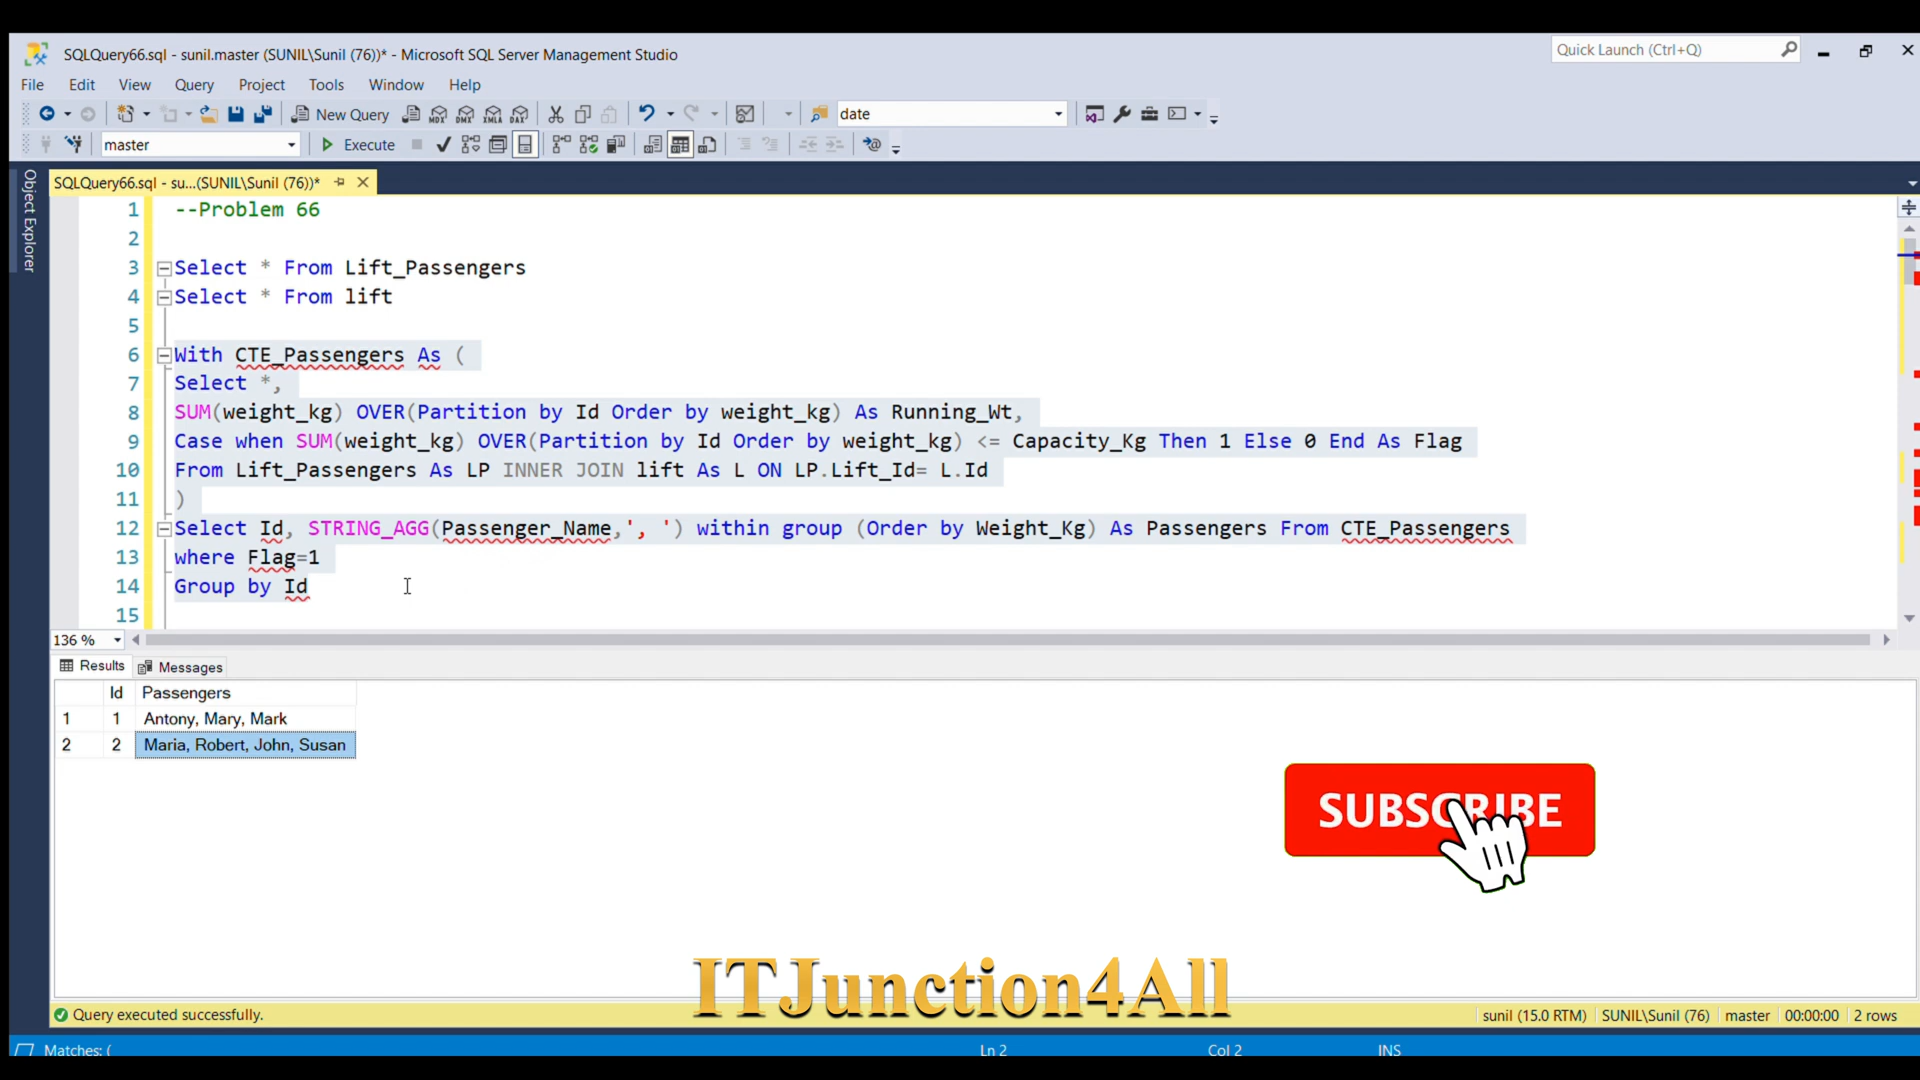 SQLQuery66.sql - sunil.master (SUNIL\Sunil (76))* - Microsoft SQL Server Management Studio
Quick Launch (Ctrl+Q)
File Edit View Query Project Tools Window Help
New Query
MDX DMX XMLA DAX
date
master
Execute
Object Explorer
SQLQuery66.sql - su...(SUNIL\Sunil (76))*
1 --Problem 66
2
3 Select * From Lift_Passengers
4 Select * From lift
5
6 With CTE_Passengers As (
7 Select *,
8 SUM(weight_kg) OVER(Partition by Id Order by weight_kg) As Running_Wt,
9 Case when SUM(weight_kg) OVER(Partition by Id Order by weight_kg) <= Capacity_Kg Then 1 Else 0 End As Flag
10 From Lift_Passengers As LP INNER JOIN lift As L ON LP.Lift_Id= L.Id
11 )
12 Select Id, STRING_AGG(Passenger_Name,', ') within group (Order by Weight_Kg) As Passengers From CTE_Passengers
13 where Flag=1
14 Group by Id
15
136 %
Results Messages
Id Passengers
1 1 Antony, Mary, Mark
2 2 Maria, Robert, John, Susan
SUBSCRIBE
ITJunction4All
Query executed successfully.
sunil (15.0 RTM) SUNIL\Sunil (76) master 00:00:00 2 rows
Matches: (
Ln 2 Col 2 INS